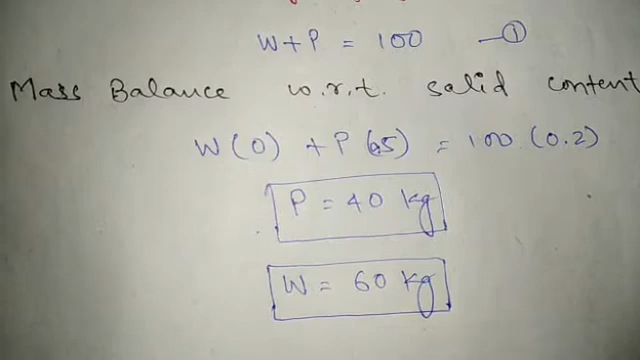 W + P = 100 —①
Mass Balance w.r.t. solid content
W(0) + P(0.5) = 100 (0.2)
P = 40 kg
W = 60 kg